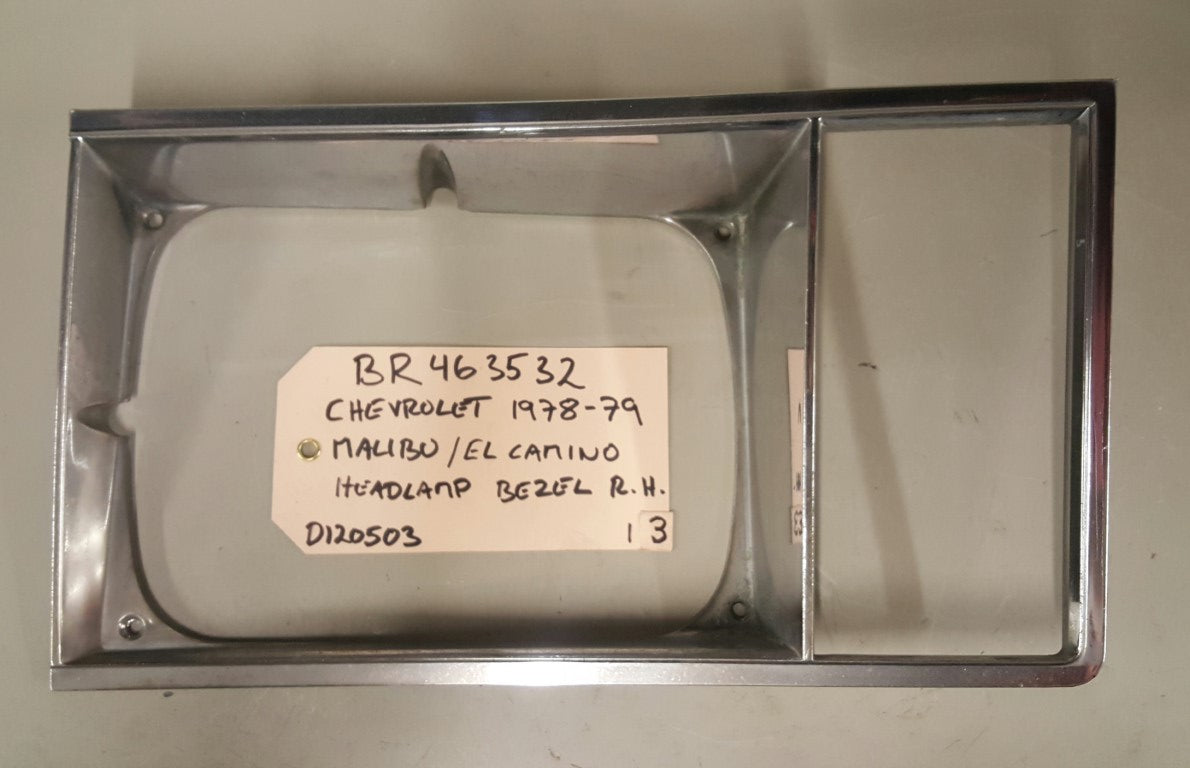 BR 463532
CHEVROLET 1978-79
MALIBU / EL CAMINO
HEADLAMP BEZEL R.H.
D120503 13